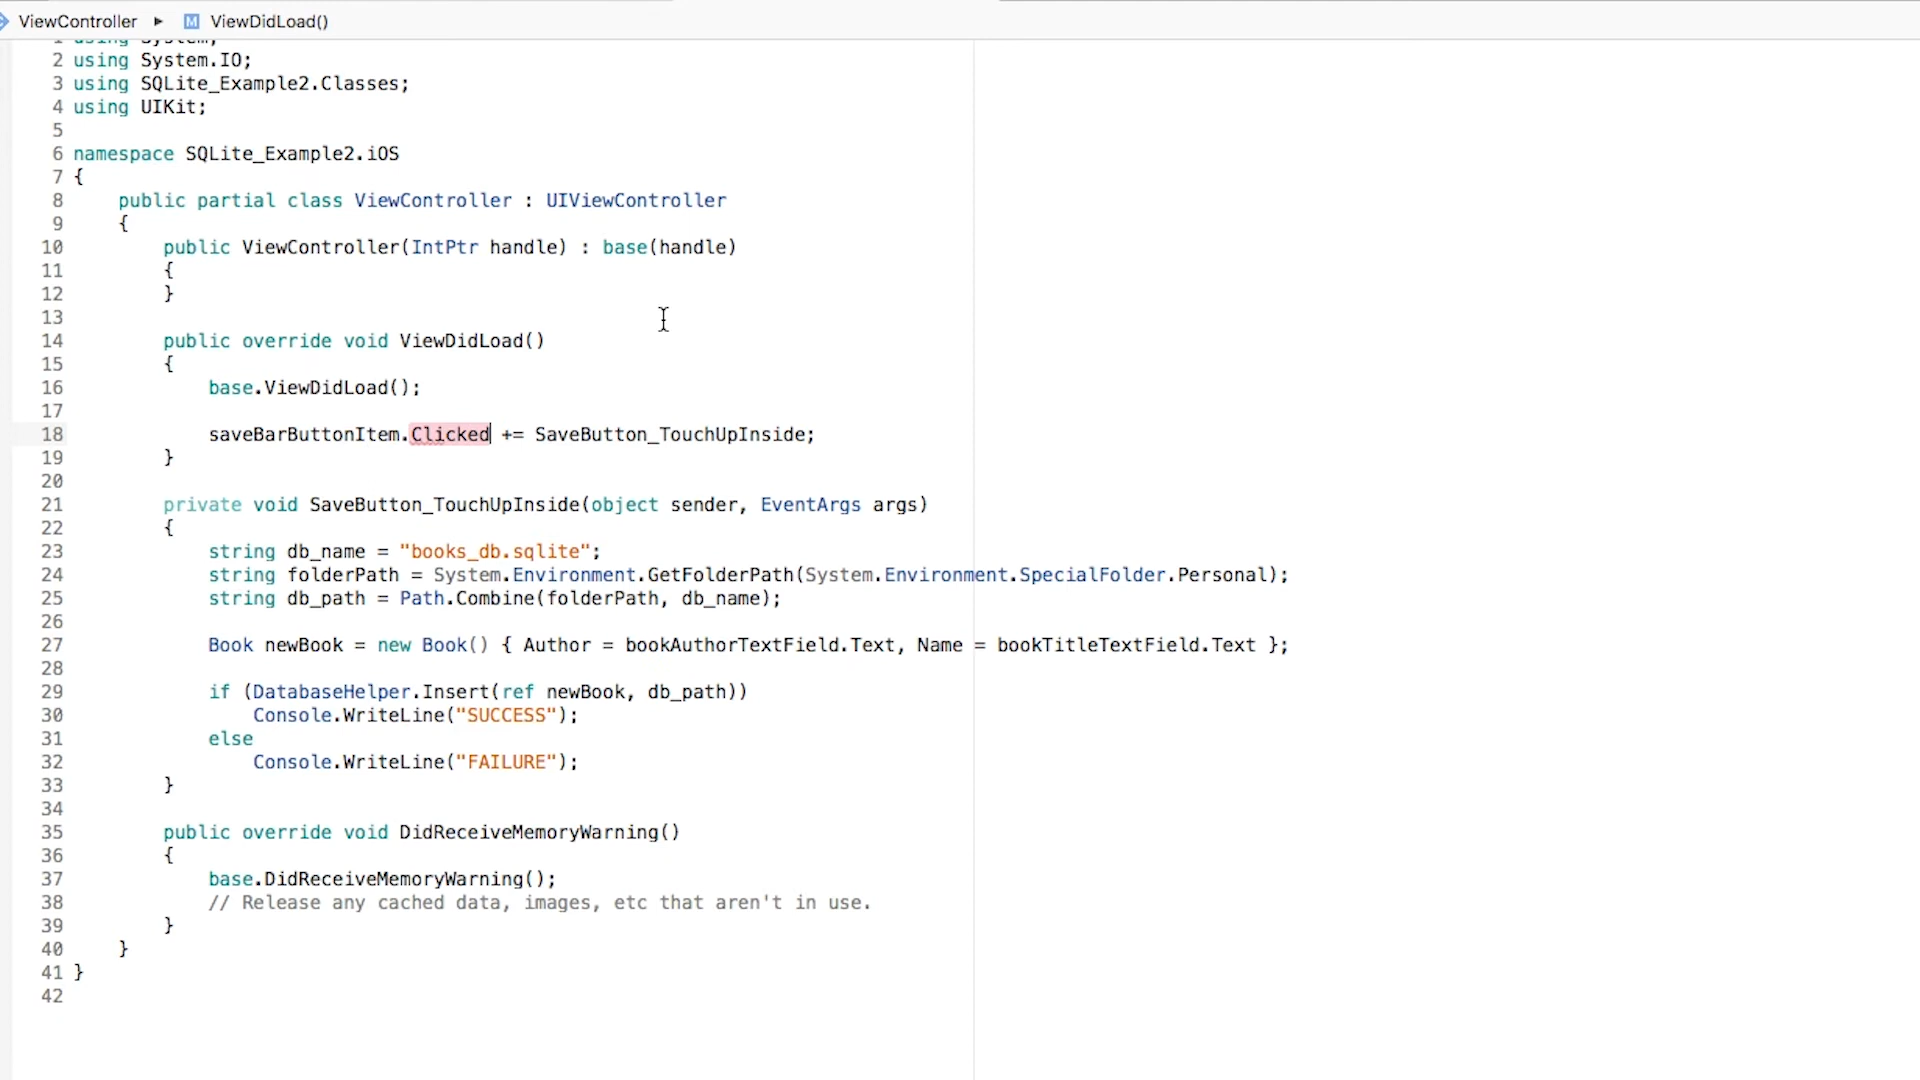 ViewController ▸ M ViewDidLoad()
1 using System;
2 using System.IO;
3 using SQLite_Example2.Classes;
4 using UIKit;
5
6 namespace SQLite_Example2.iOS
7 {
8     public partial class ViewController : UIViewController
9     {
10         public ViewController(IntPtr handle) : base(handle)
11         {
12         }
13
14         public override void ViewDidLoad()
15         {
16             base.ViewDidLoad();
17
18             saveBarButtonItem.Clicked += SaveButton_TouchUpInside;
19         }
20
21         private void SaveButton_TouchUpInside(object sender, EventArgs args)
22         {
23             string db_name = "books_db.sqlite";
24             string folderPath = System.Environment.GetFolderPath(System.Environment.SpecialFolder.Personal);
25             string db_path = Path.Combine(folderPath, db_name);
26
27             Book newBook = new Book() { Author = bookAuthorTextField.Text, Name = bookTitleTextField.Text };
28
29             if (DatabaseHelper.Insert(ref newBook, db_path))
30                 Console.WriteLine("SUCCESS");
31             else
32                 Console.WriteLine("FAILURE");
33         }
34
35         public override void DidReceiveMemoryWarning()
36         {
37             base.DidReceiveMemoryWarning();
38             // Release any cached data, images, etc that aren't in use.
39         }
40     }
41 }
42